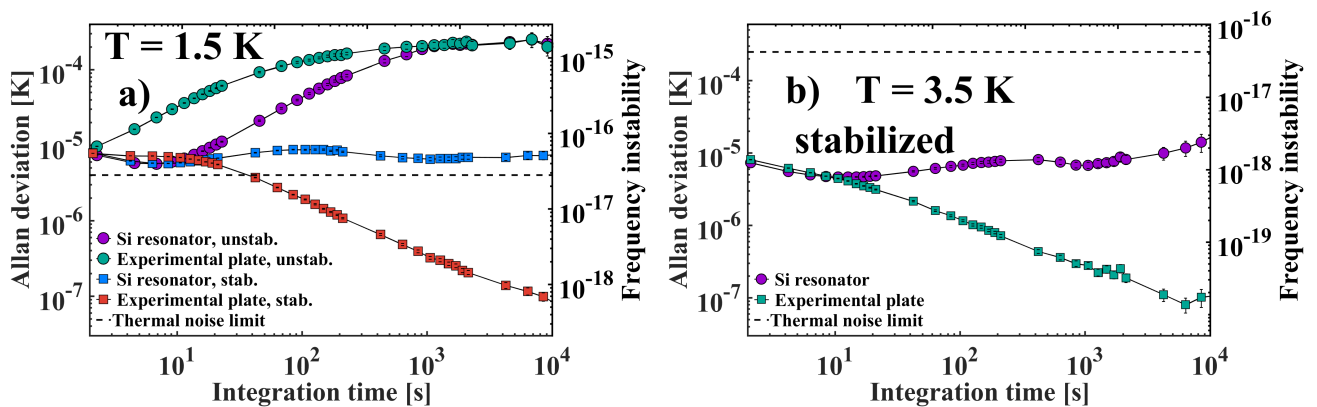 T = 1.5 K
a)
Allan deviation [K]
10^-4
10^-5
10^-6
10^-7
Frequency instability
10^-15
10^-16
10^-17
10^-18
Si resonator, unstab.
Experimental plate, unstab.
Si resonator, stab.
Experimental plate, stab.
Thermal noise limit
10^1
10^2
10^3
10^4
Integration time [s]
b) T = 3.5 K
stabilized
Allan deviation [K]
10^-4
10^-5
10^-6
10^-7
Frequency instability
10^-16
10^-17
10^-18
10^-19
Si resonator
Experimental plate
Thermal noise limit
10^1
10^2
10^3
10^4
Integration time [s]